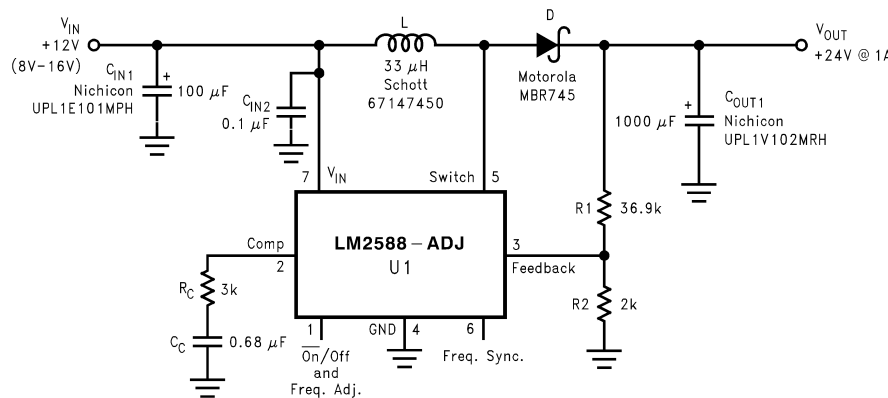 V_IN
+12V
(8V-16V)
C_IN1
Nichicon
UPL1E101MPH
+
100 μF
C_IN2
0.1 μF
L
33 μH
Schott
67147450
D
Motorola
MBR745
V_OUT
+24V @ 1A
+
1000 μF
C_OUT1
Nichicon
UPL1V102MRH
7
V_IN
Switch
5
R1
36.9k
Comp
2
LM2588-ADJ
U1
3
Feedback
R_C
3k
R2
2k
C_C
0.68 μF
1
On/Off
and
Freq. Adj.
GND
4
6
Freq. Sync.